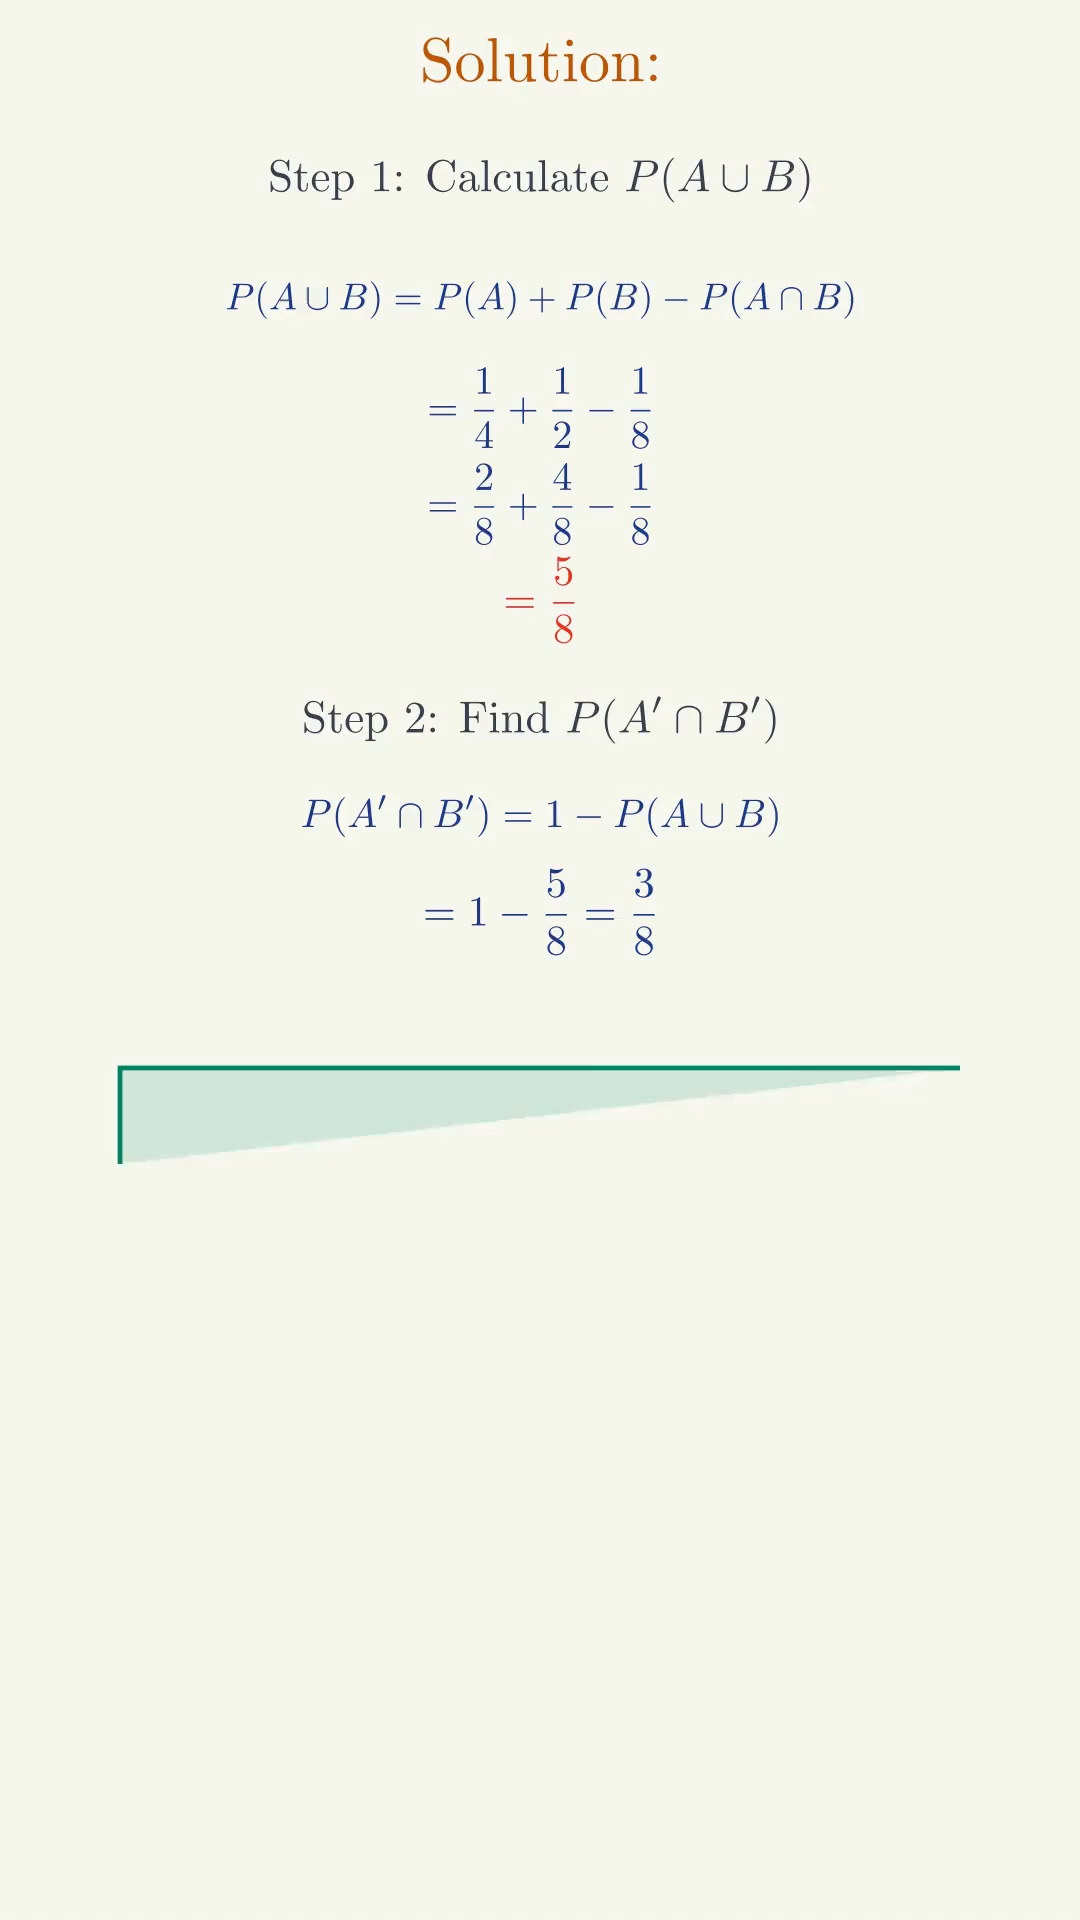 Solution:
Step 1: Calculate P(A ∪ B)
P(A ∪ B) = P(A) + P(B) − P(A ∩ B)
= 1/4 + 1/2 − 1/8
= 2/8 + 4/8 − 1/8
= 5/8
Step 2: Find P(A′ ∩ B′)
P(A′ ∩ B′) = 1 − P(A ∪ B)
= 1 − 5/8 = 3/8